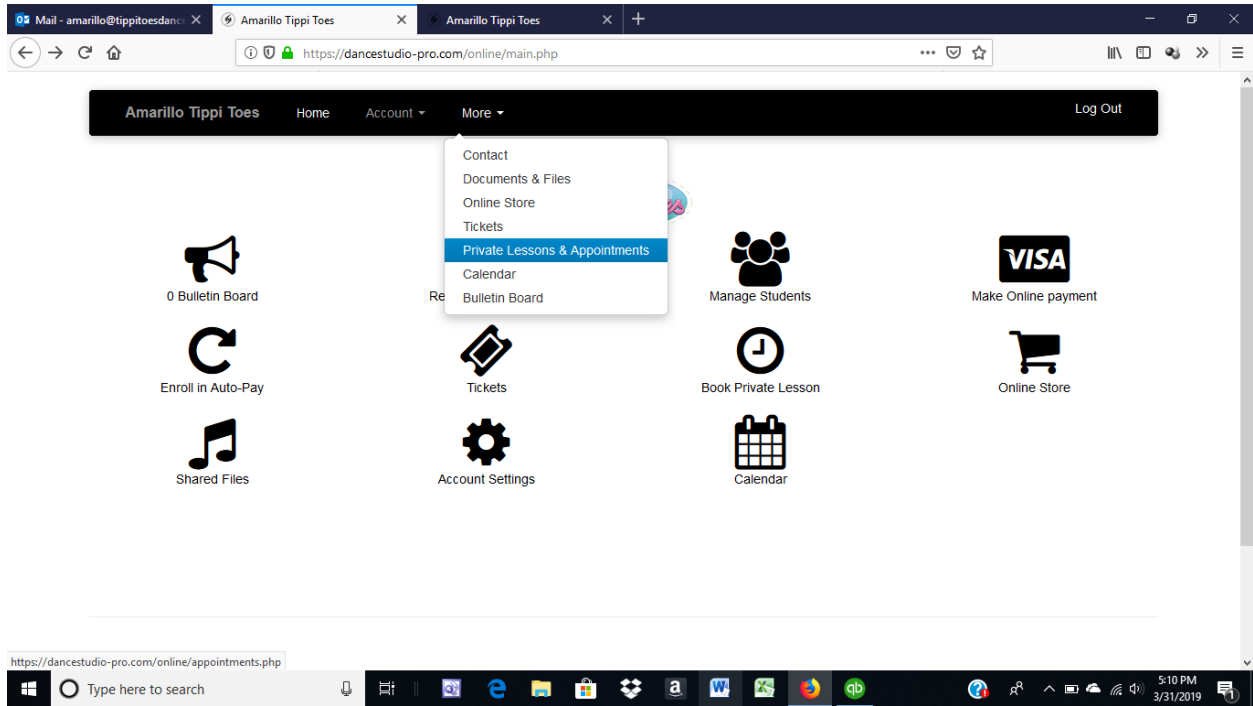 Mail - amarillo@tippitoesdance
Amarillo Tippi Toes
Amarillo Tippi Toes
https://dancestudio-pro.com/online/main.php
Amarillo Tippi Toes Home Account More Log Out
Contact
Documents & Files
Online Store
Tickets
Private Lessons & Appointments
Calendar
Bulletin Board
0 Bulletin Board
Re
Manage Students
VISA
Make Online payment
Enroll in Auto-Pay
Tickets
Book Private Lesson
Online Store
Shared Files
Account Settings
Calendar
https://dancestudio-pro.com/online/appointments.php
Type here to search
a
qb
5:10 PM
3/31/2019
1